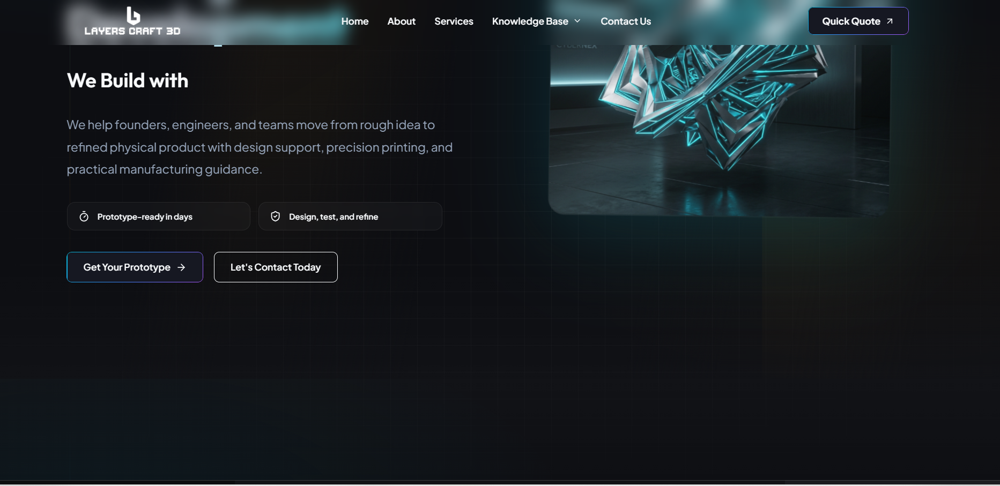 LAYERS CRAFT 3D
Home
About
Services
Knowledge Base
Contact Us
Quick Quote
CYBERNEX
We Build with
We help founders, engineers, and teams move from rough idea to
refined physical product with design support, precision printing, and
practical manufacturing guidance.
Prototype-ready in days
Design, test, and refine
Get Your Prototype
Let's Contact Today